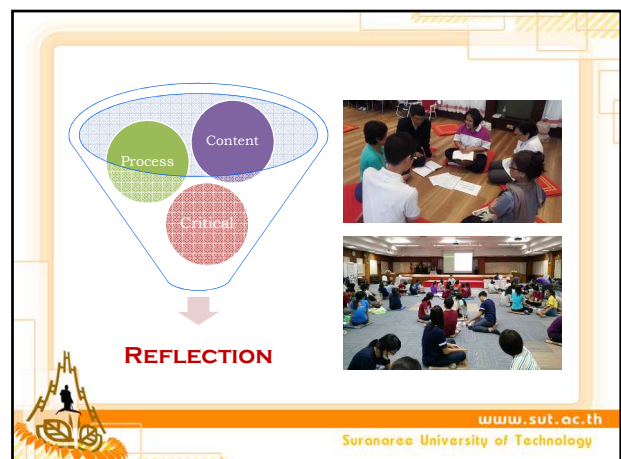 Content
Process
Critical
REFLECTION
www.sut.ac.th
Suranaree University of Technology